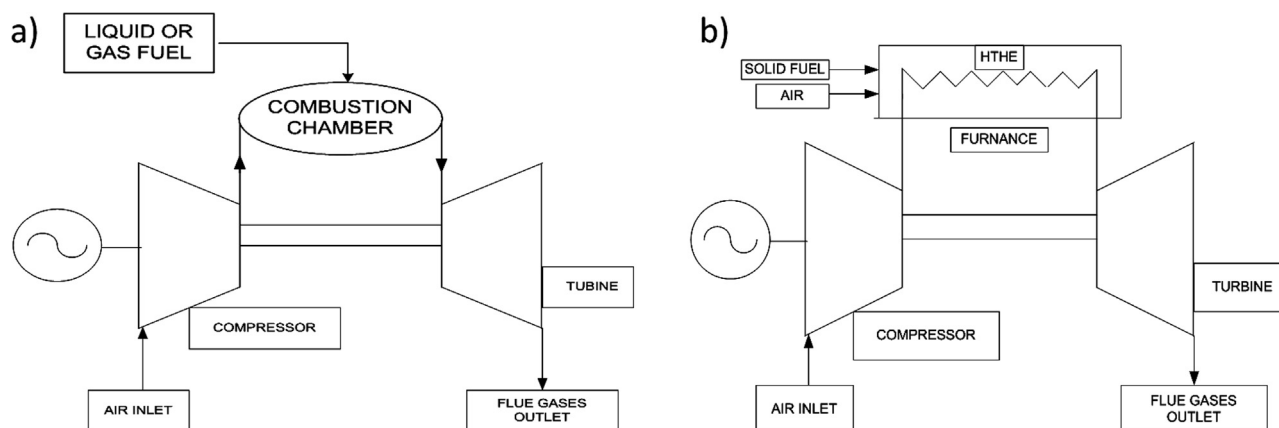 a)
LIQUID OR
GAS FUEL
COMBUSTION
CHAMBER
TUBINE
COMPRESSOR
AIR INLET
FLUE GASES
OUTLET
b)
HTHE
SOLID FUEL
AIR
FURNANCE
TURBINE
COMPRESSOR
AIR INLET
FLUE GASES
OUTLET